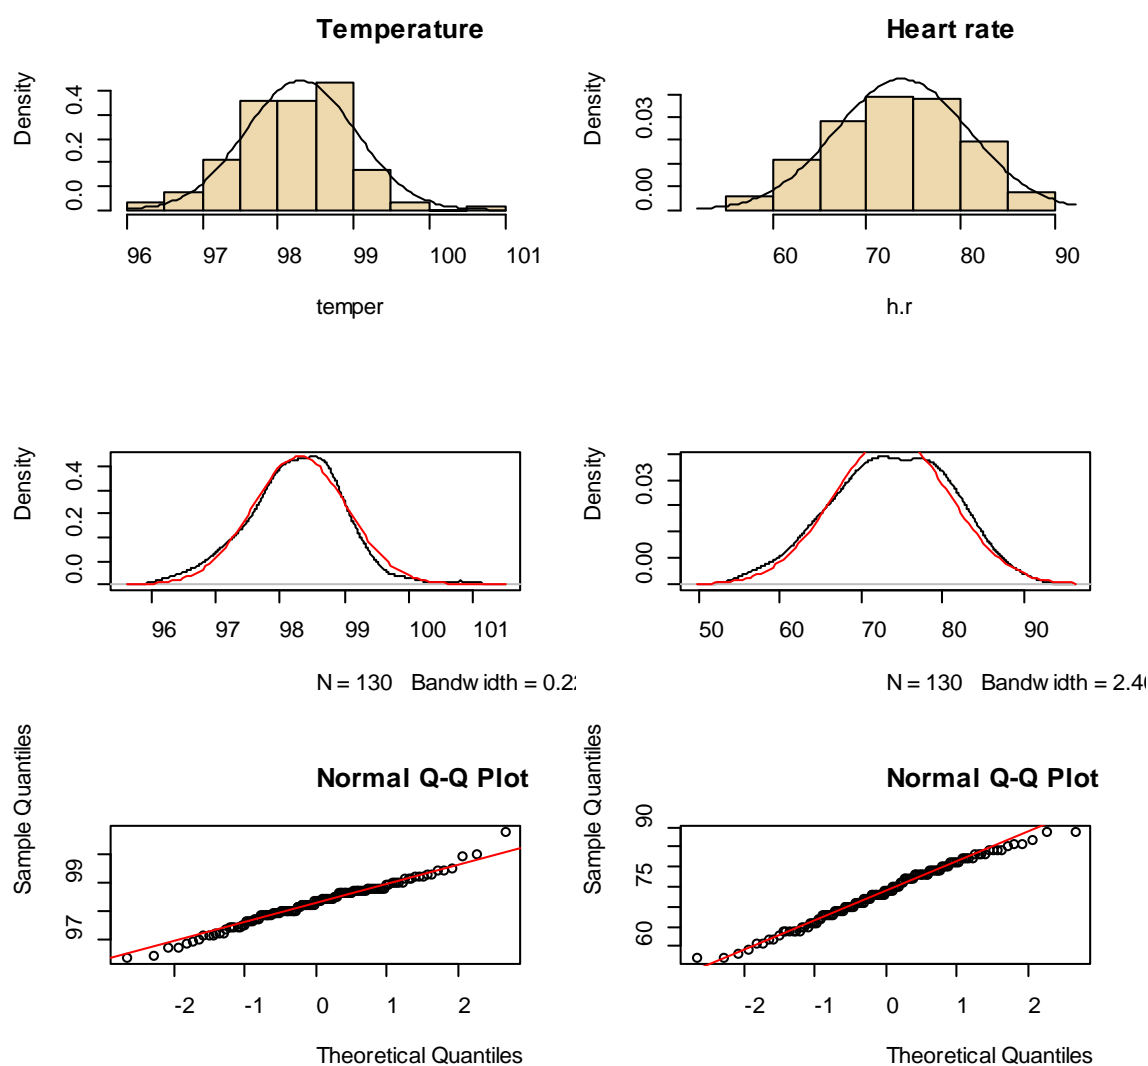 Temperature
Density
0.0 0.2 0.4
96 97 98 99 100 101
temper
Heart rate
Density
0.00 0.03
60 70 80 90
h.r
Density
0.0 0.2 0.4
96 97 98 99 100 101
N = 130 Bandwidth = 0.22
Density
0.00 0.03
50 60 70 80 90
N = 130 Bandwidth = 2.40
Normal Q-Q Plot
Sample Quantiles
97 99
-2 -1 0 1 2
Theoretical Quantiles
Normal Q-Q Plot
Sample Quantiles
60 75 90
-2 -1 0 1 2
Theoretical Quantiles